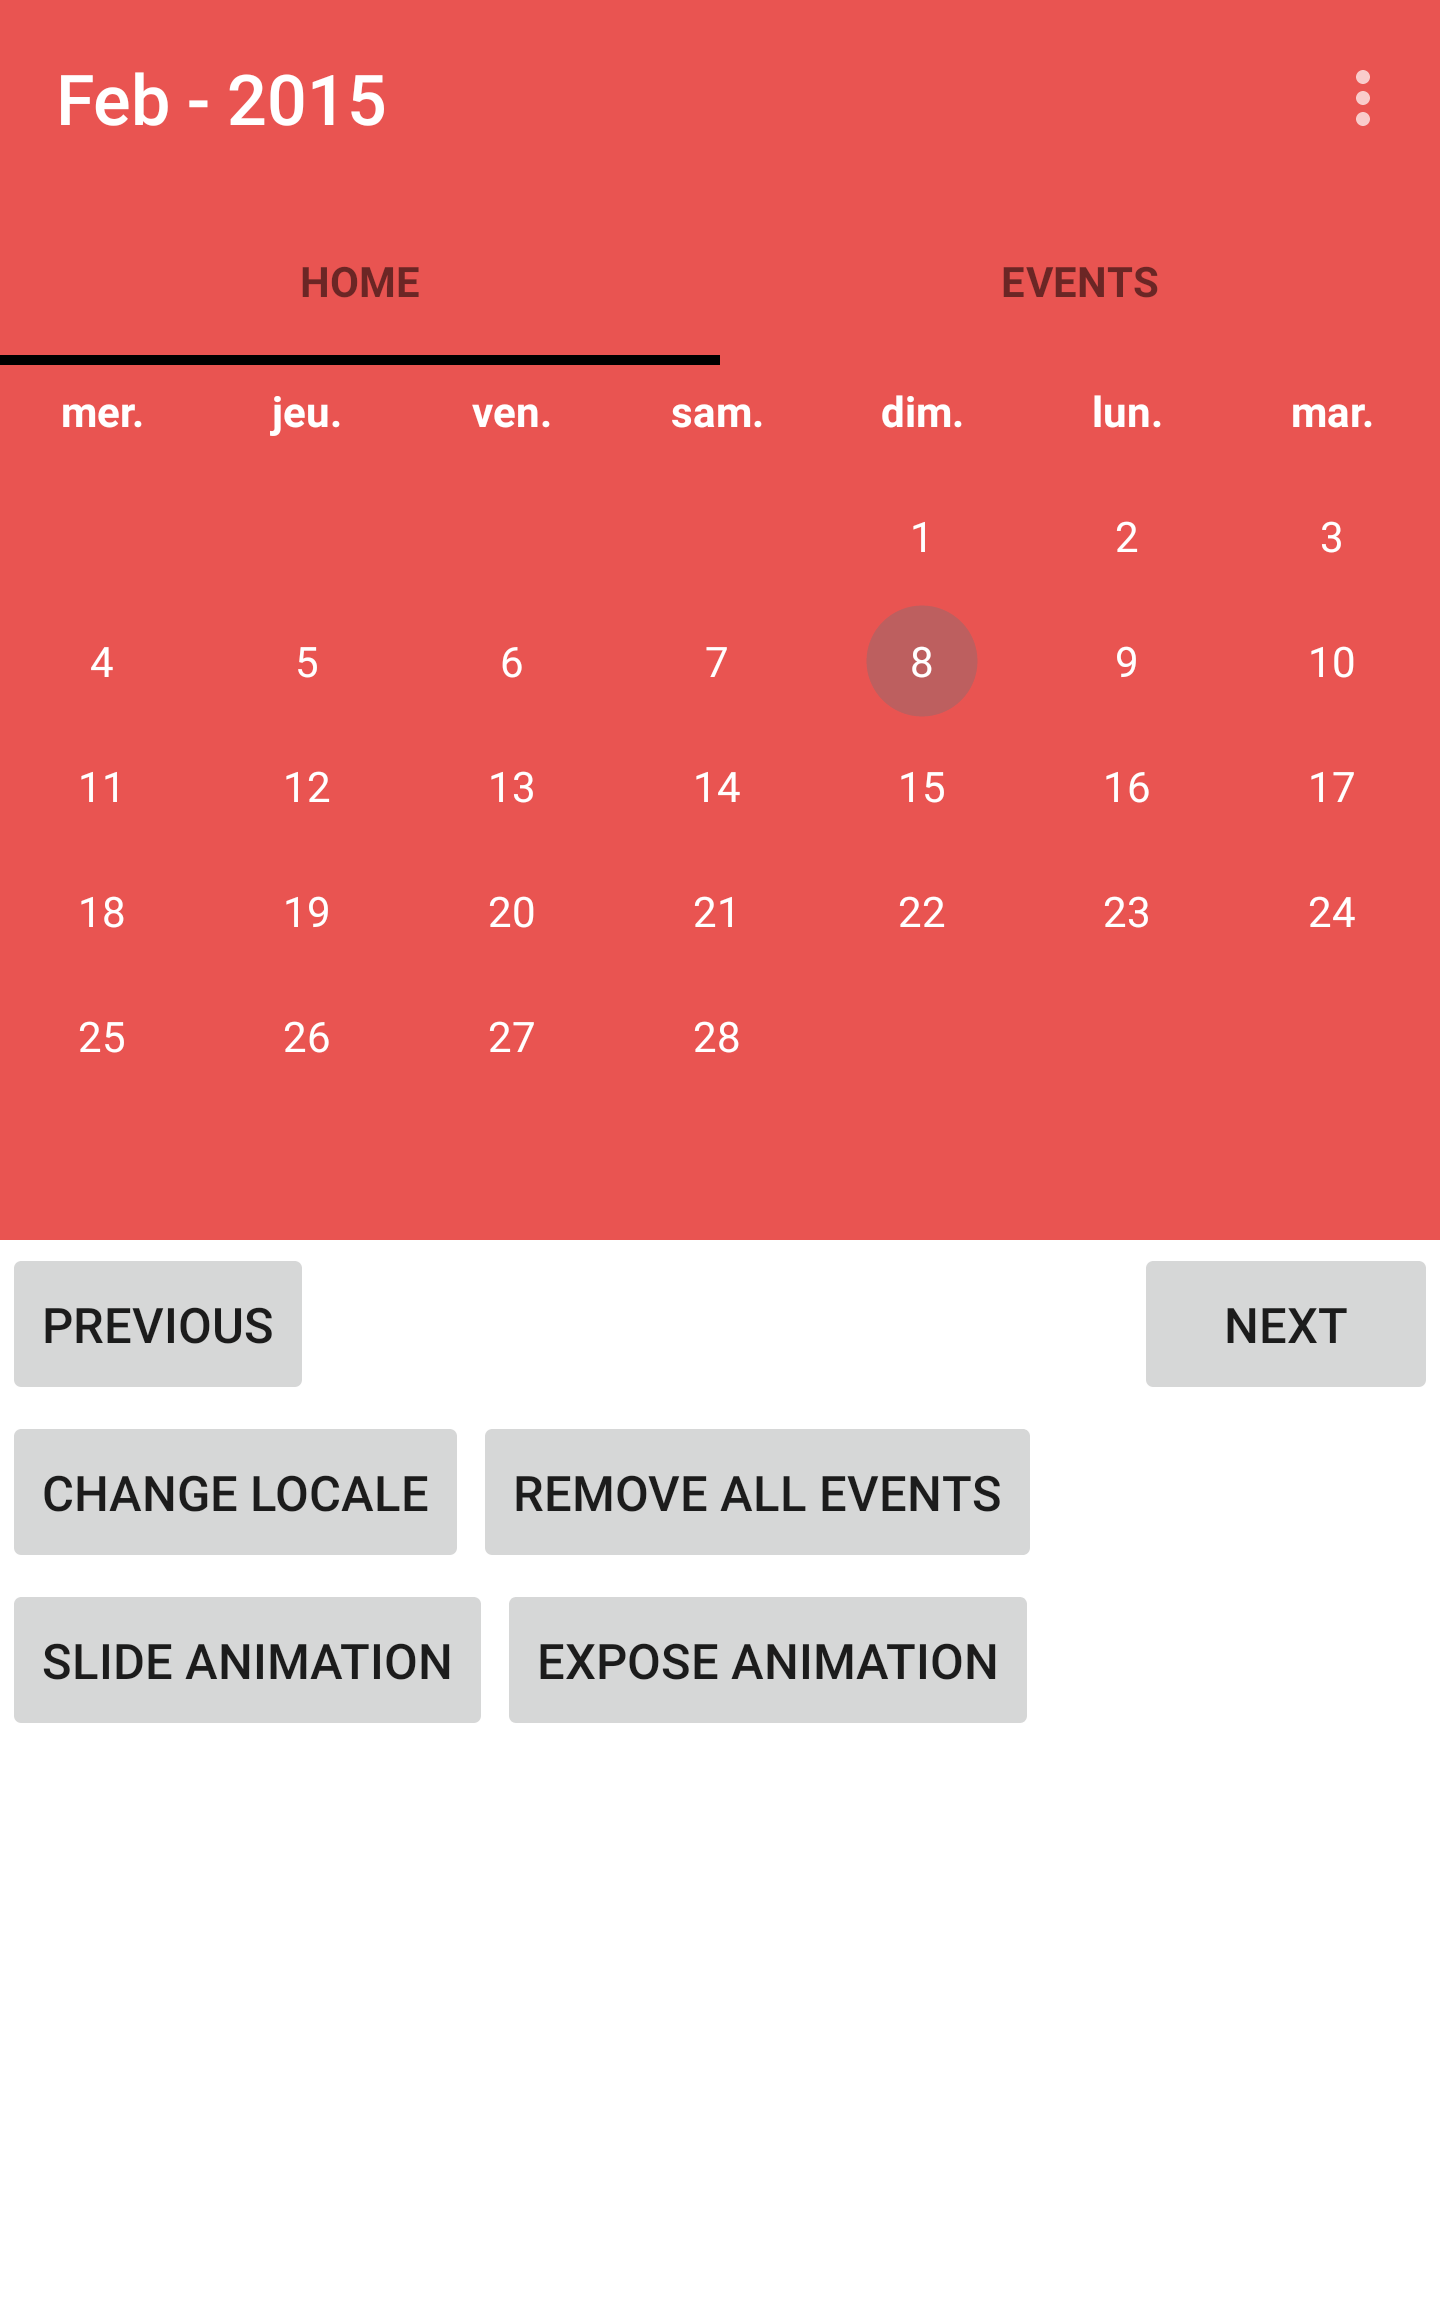 Feb - 2015
HOME EVENTS
mer. jeu. ven. sam. dim. lun. mar.
1 2 3
4 5 6 7 8 9 10
11 12 13 14 15 16 17
18 19 20 21 22 23 24
25 26 27 28
PREVIOUS NEXT
CHANGE LOCALE REMOVE ALL EVENTS
SLIDE ANIMATION EXPOSE ANIMATION